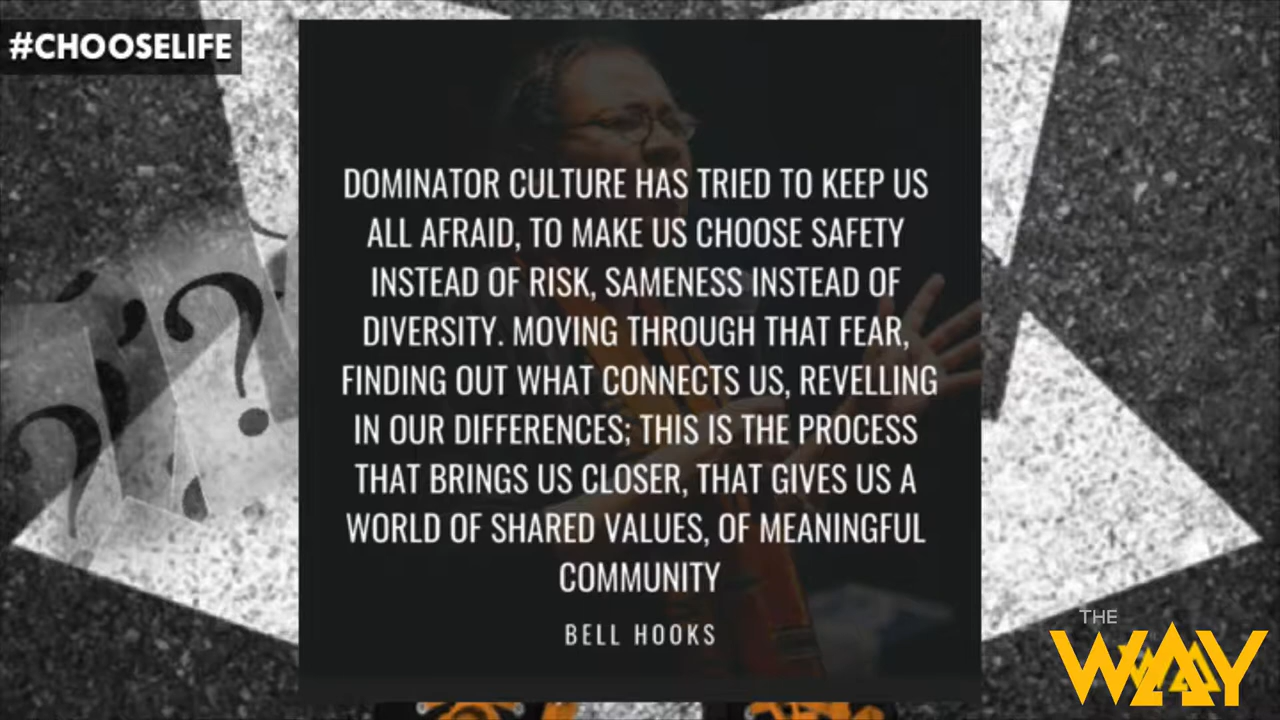 #CHOOSELIFE
DOMINATOR CULTURE HAS TRIED TO KEEP US
ALL AFRAID, TO MAKE US CHOOSE SAFETY
INSTEAD OF RISK, SAMENESS INSTEAD OF
DIVERSITY. MOVING THROUGH THAT FEAR,
FINDING OUT WHAT CONNECTS US, REVELLING
IN OUR DIFFERENCES; THIS IS THE PROCESS
THAT BRINGS US CLOSER, THAT GIVES US A
WORLD OF SHARED VALUES, OF MEANINGFUL
COMMUNITY
BELL HOOKS
? ? ?
THE
WAY